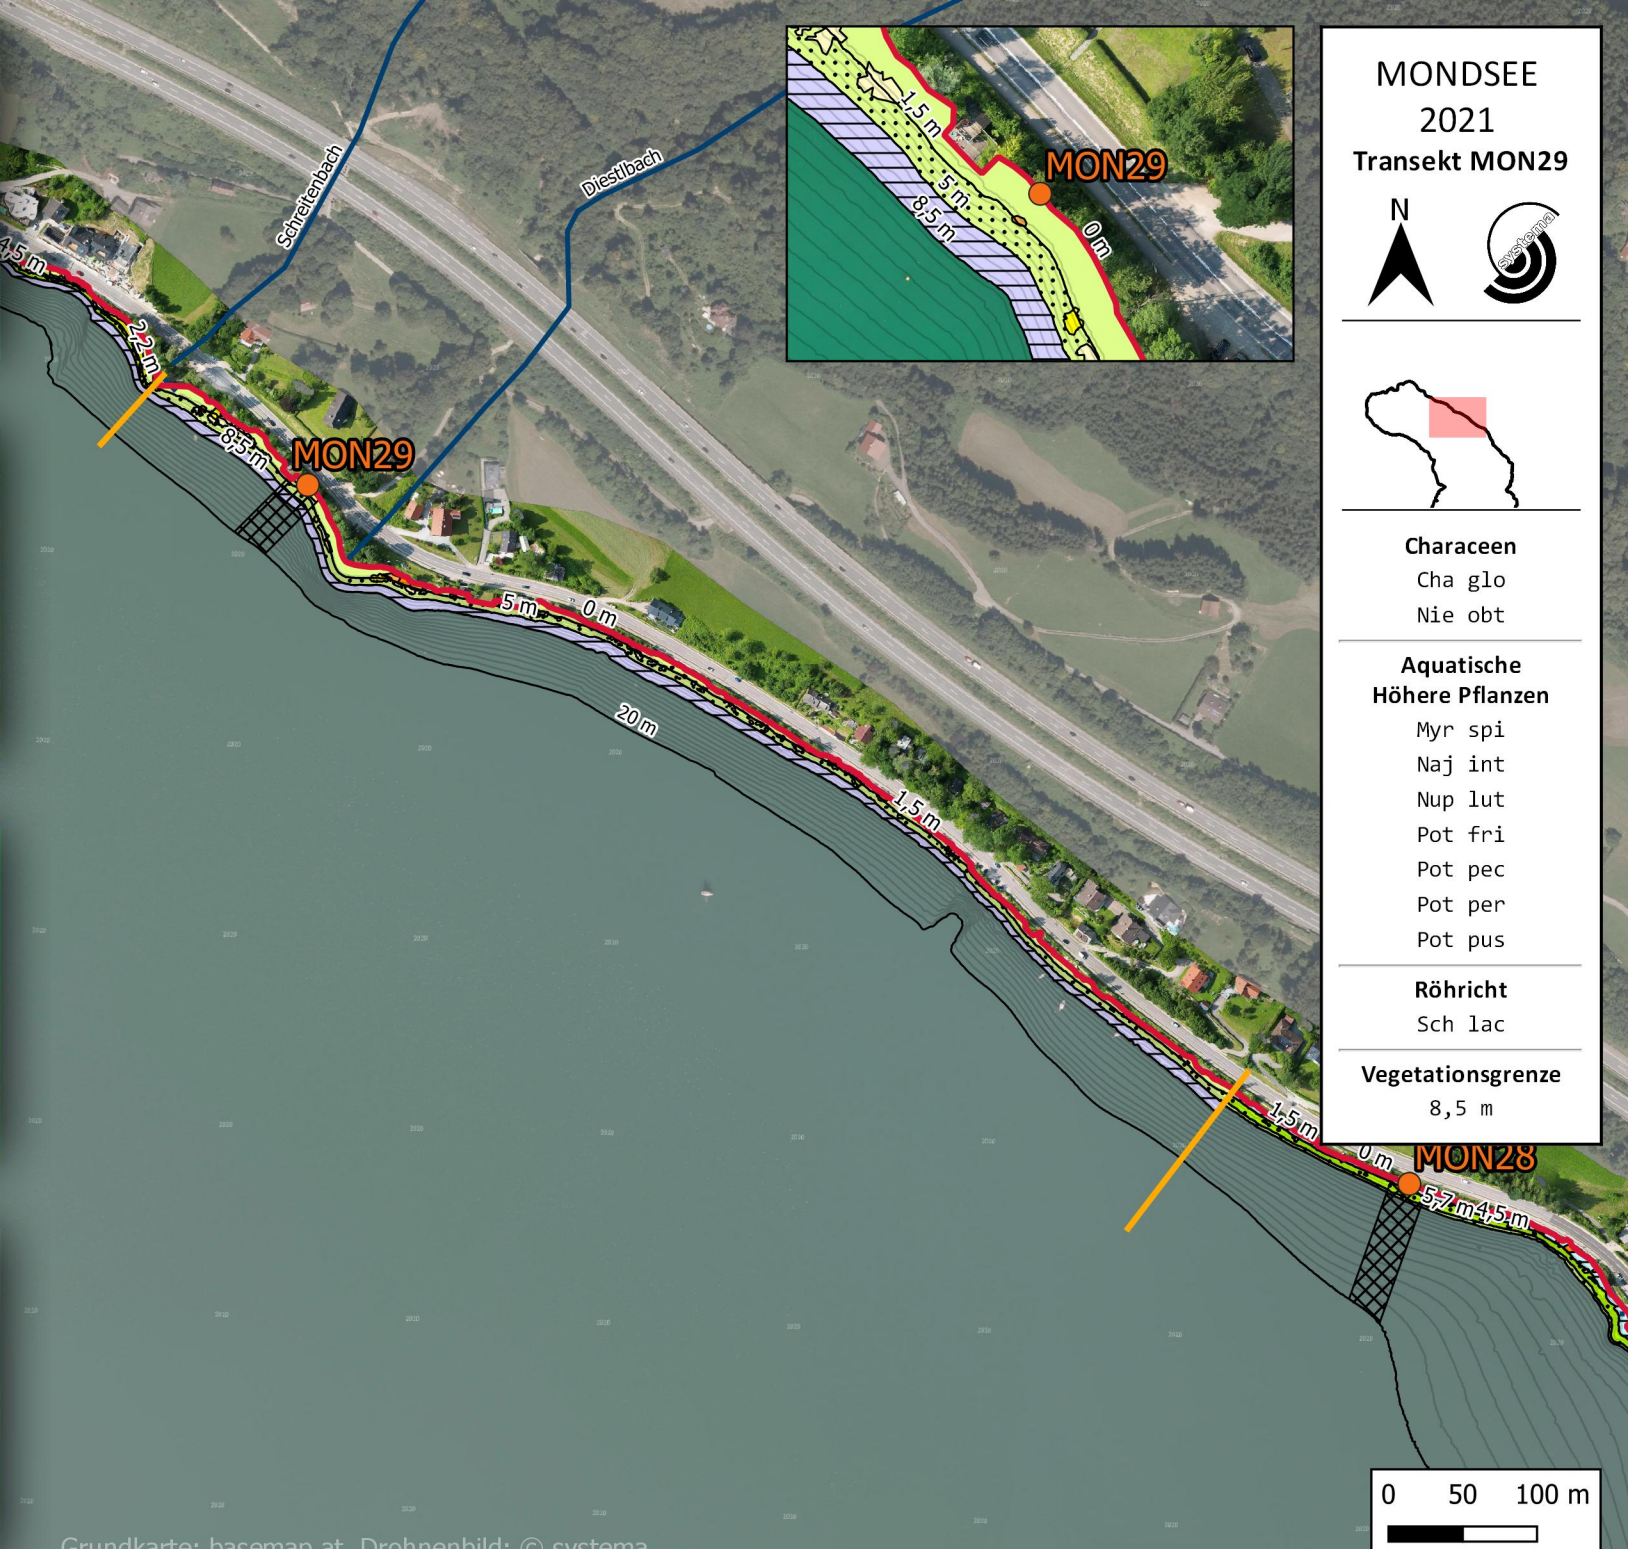 MONDSEE
2021
Transekt MON29
N
systema
Characeen
Cha glo
Nie obt
Aquatische
Höhere Pflanzen
Myr spi
Naj int
Nup lut
Pot fri
Pot pec
Pot per
Pot pus
Röhricht
Sch lac
Vegetationsgrenze
8,5 m
1,5 m
MON29
5 m
8,5 m
0 m
Schreitenbach
Diestlbach
4,5 m
2,2 m
8,5 m
MON29
5 m
0 m
20 m
1,5 m
1,5 m
0 m
MON28
5,7 m
4,5 m
0 50 100 m
Grundkarte: basemap.at, Drohnenbild: © systema